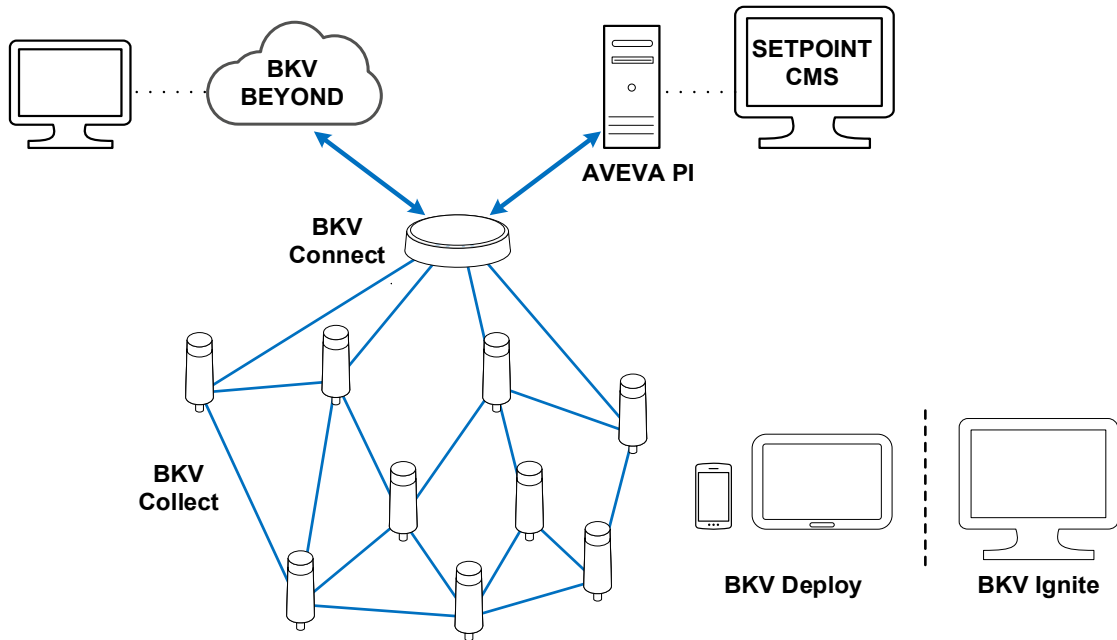 BKV
BEYOND
SETPOINT
CMS
AVEVA PI
BKV
Connect
BKV
Collect
BKV Deploy
BKV Ignite